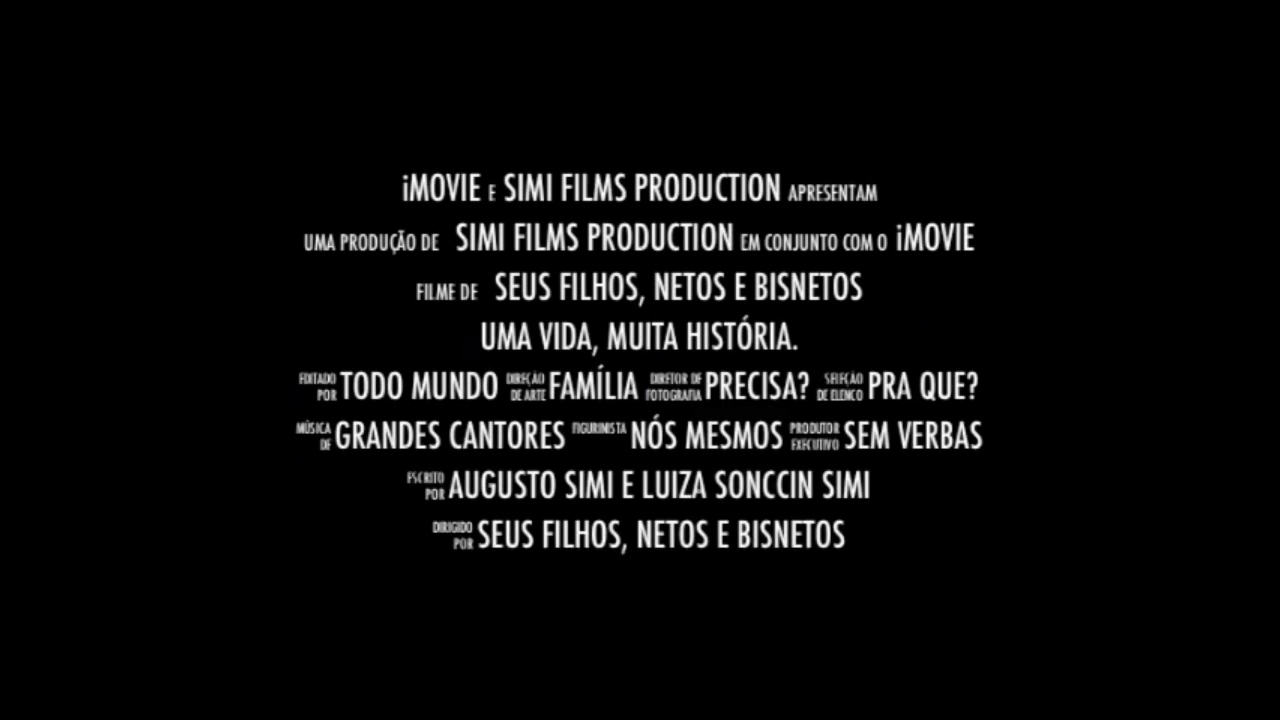 iMOVIE E SIMI FILMS PRODUCTION APRESENTAM
UMA PRODUÇÃO DE SIMI FILMS PRODUCTION EM CONJUNTO COM O iMOVIE
FILME DE SEUS FILHOS, NETOS E BISNETOS
UMA VIDA, MUITA HISTÓRIA.
EDITADO POR TODO MUNDO DIREÇÃO DE ARTE FAMÍLIA DIRETOR DE FOTOGRAFIA PRECISA? SELEÇÃO DE ELENCO PRA QUE?
MÚSICA DE GRANDES CANTORES FIGURINISTA NÓS MESMOS PRODUTOR EXECUTIVO SEM VERBAS
ESCRITO POR AUGUSTO SIMI E LUIZA SONCCIN SIMI
DIRIGIDO POR SEUS FILHOS, NETOS E BISNETOS